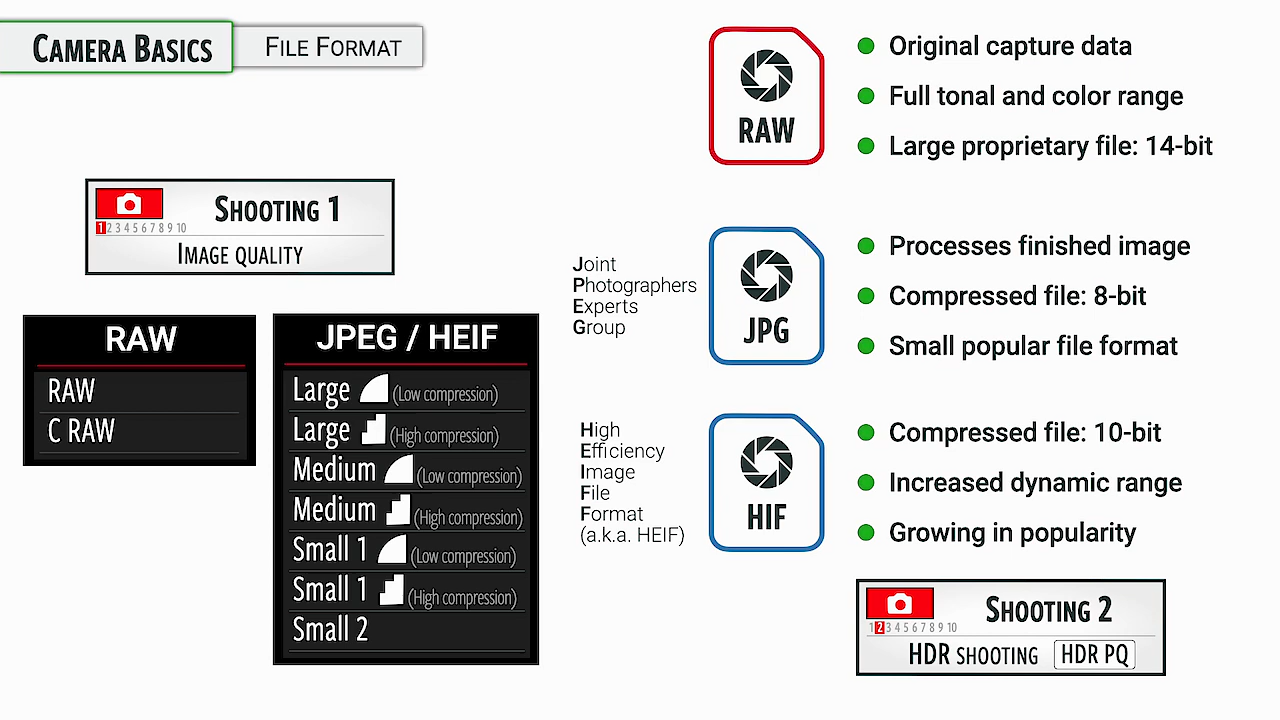 CAMERA BASICS
FILE FORMAT
SHOOTING 1
1 2 3 4 5 6 7 8 9 10
IMAGE QUALITY
RAW
RAW
C RAW
JPEG / HEIF
Large (Low compression)
Large (High compression)
Medium (Low compression)
Medium (High compression)
Small 1 (Low compression)
Small 1 (High compression)
Small 2
RAW
Original capture data
Full tonal and color range
Large proprietary file: 14-bit
Joint
Photographers
Experts
Group
JPG
Processes finished image
Compressed file: 8-bit
Small popular file format
High
Efficiency
Image
File
Format
(a.k.a. HEIF)
HIF
Compressed file: 10-bit
Increased dynamic range
Growing in popularity
SHOOTING 2
1 2 3 4 5 6 7 8 9 10
HDR SHOOTING HDR PQ